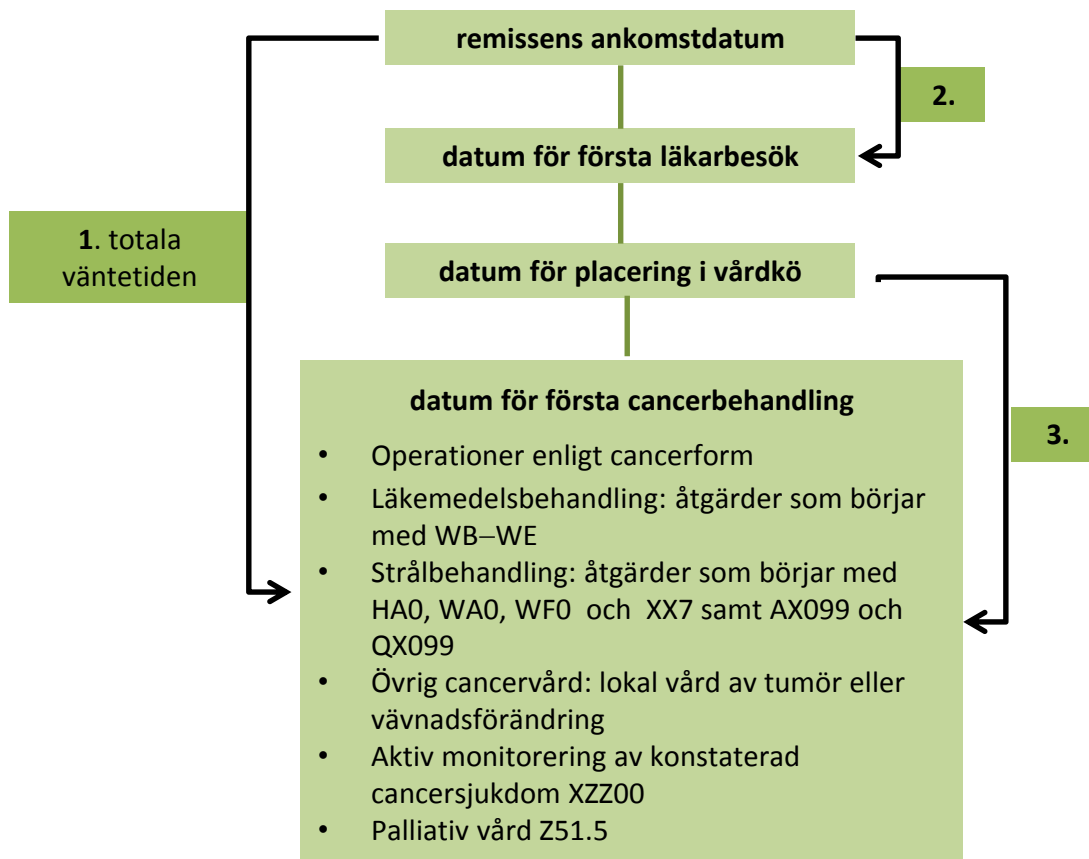 remissens ankomstdatum
2.
datum för första läkarbesök
1. totala
väntetiden
datum för placering i vårdkö
datum för första cancerbehandling
• Operationer enligt cancerform
• Läkemedelsbehandling: åtgärder som börjar
med WB–WE
• Strålbehandling: åtgärder som börjar med
HA0, WA0, WF0 och XX7 samt AX099 och
QX099
• Övrig cancervård: lokal vård av tumör eller
vävnadsförändring
• Aktiv monitorering av konstaterad
cancersjukdom XZZ00
• Palliativ vård Z51.5
3.